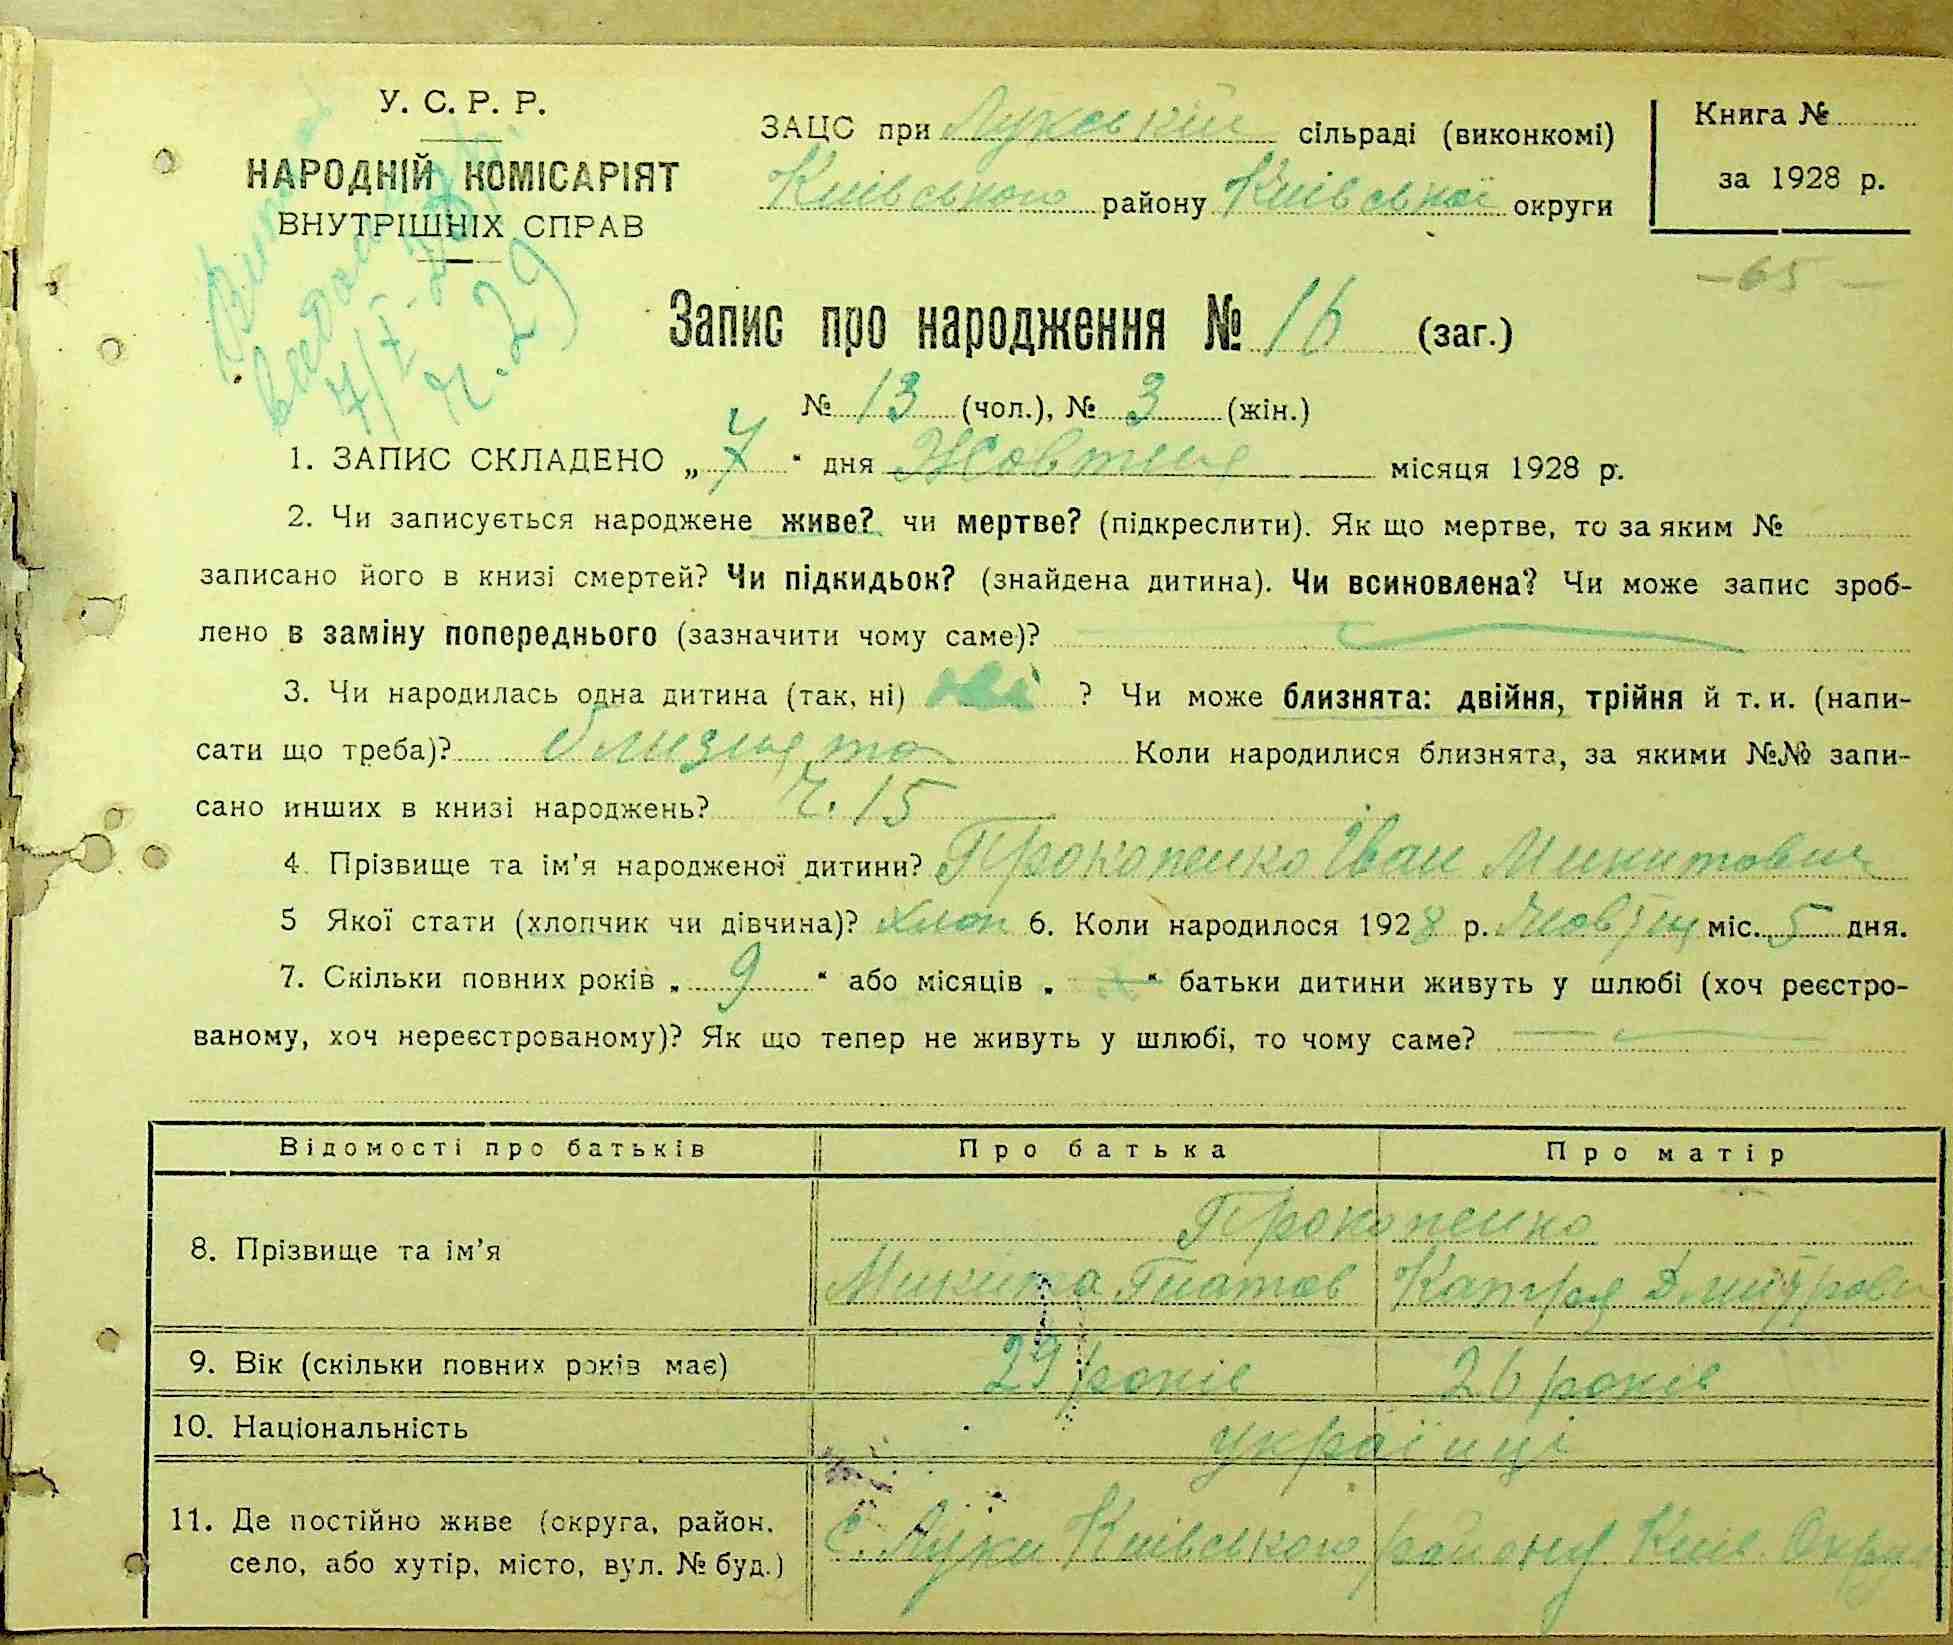 У. С. Р. Р.
НАРОДНІЙ КОМІСАРІЯТ
ВНУТРІШНІХ СПРАВ
ЗАЦС при Луκській сільраді (виконкомі)
Київського району Київської округи
Книга №
за 1928 р.
– 65 –
Запис про народження № 16 (заг.)
№ 13 (чол.), № 3 (жін.)
1. ЗАПИС СКЛАДЕНО „ 7 “ дня Жовтня місяця 1928 р.
2. Чи записується народжене живе? чи мертве? (підкреслити). Як що мертве, то за яким №
записано його в книзі смертей? Чи підкидьок? (знайдена дитина). Чи всиновлена? Чи може запис зроб-
лено в заміну попереднього (зазначити чому саме)?
3. Чи народилась одна дитина (так, ні) ? Чи може близнята: двійня, трійня й т. и. (напи-
сати що треба)? близнята Коли народилися близнята, за якими №№ запи-
сано инших в книзі народжень? Ч. 15
4. Прізвище та ім’я народженої дитини? Прокопенко Іван Микитович
5 Якої стати (хлопчик чи дівчина)? хлоп 6. Коли народилося 1928 р. Жовтня міс. 5 дня.
7. Скільки повних років „ 9 “ або місяців „ “ батьки дитини живуть у шлюбі (хоч реєстро-
ваному, хоч нереєстрованому)? Як що тепер не живуть у шлюбі, то чому саме?
Відомості про батьків Про батька Про матір
8. Прізвище та ім’я Прокопенко
Микита Гнатов Катря Дмитрови
9. Вік (скільки повних років має) 29 років 26 років
10. Національність українці
11. Де постійно живе (округа, район, село, або хутір, місто, вул. № буд.) С. Луки Київського району Київ. Округи